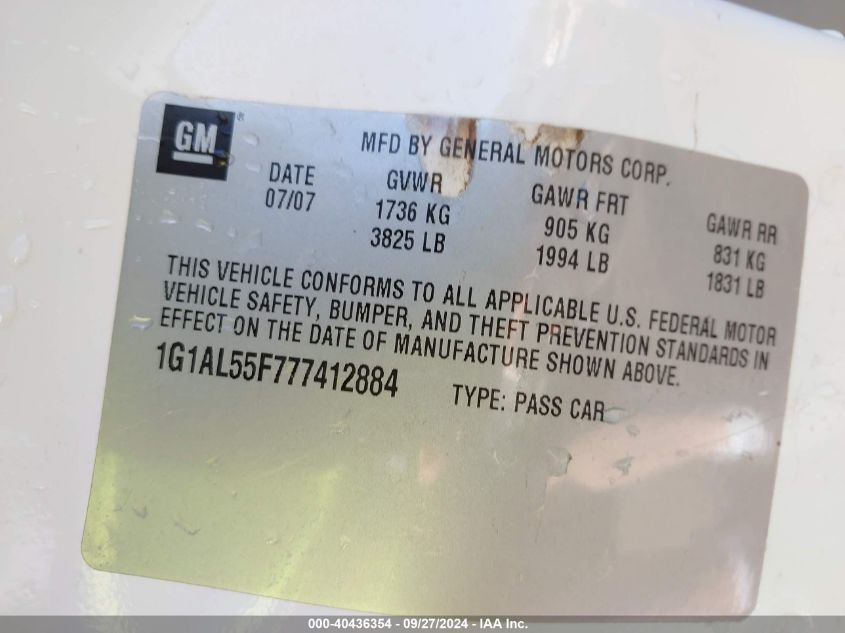 GM ®
MFD BY GENERAL MOTORS CORP.
DATE GVWR GAWR FRT GAWR RR
07/07 1736 KG 905 KG 831 KG
3825 LB 1994 LB 1831 LB
THIS VEHICLE CONFORMS TO ALL APPLICABLE U.S. FEDERAL MOTOR
VEHICLE SAFETY, BUMPER, AND THEFT PREVENTION STANDARDS IN
EFFECT ON THE DATE OF MANUFACTURE SHOWN ABOVE.
1G1AL55F777412884 TYPE: PASS CAR
000-40436354 - 09/27/2024 - IAA Inc.